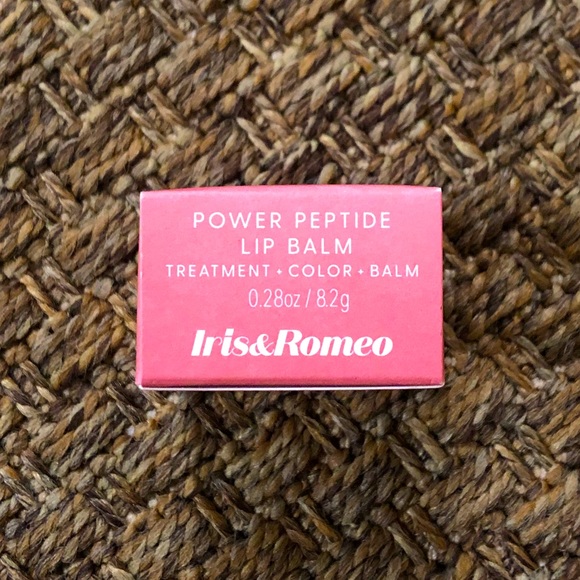 POWER PEPTIDE
LIP BALM
TREATMENT + COLOR + BALM
0.28oz / 8.2g
Iris&Romeo